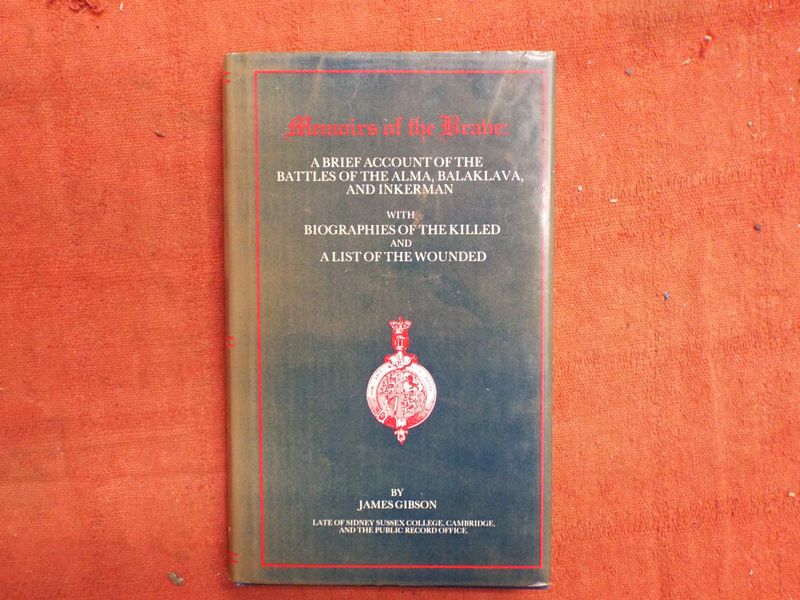 Memoirs of the Brave:
A BRIEF ACCOUNT OF THE
BATTLES OF THE ALMA, BALAKLAVA,
AND INKERMAN
WITH
BIOGRAPHIES OF THE KILLED
AND
A LIST OF THE WOUNDED
BY
JAMES GIBSON
LATE OF SIDNEY SUSSEX COLLEGE, CAMBRIDGE,
AND THE PUBLIC RECORD OFFICE.